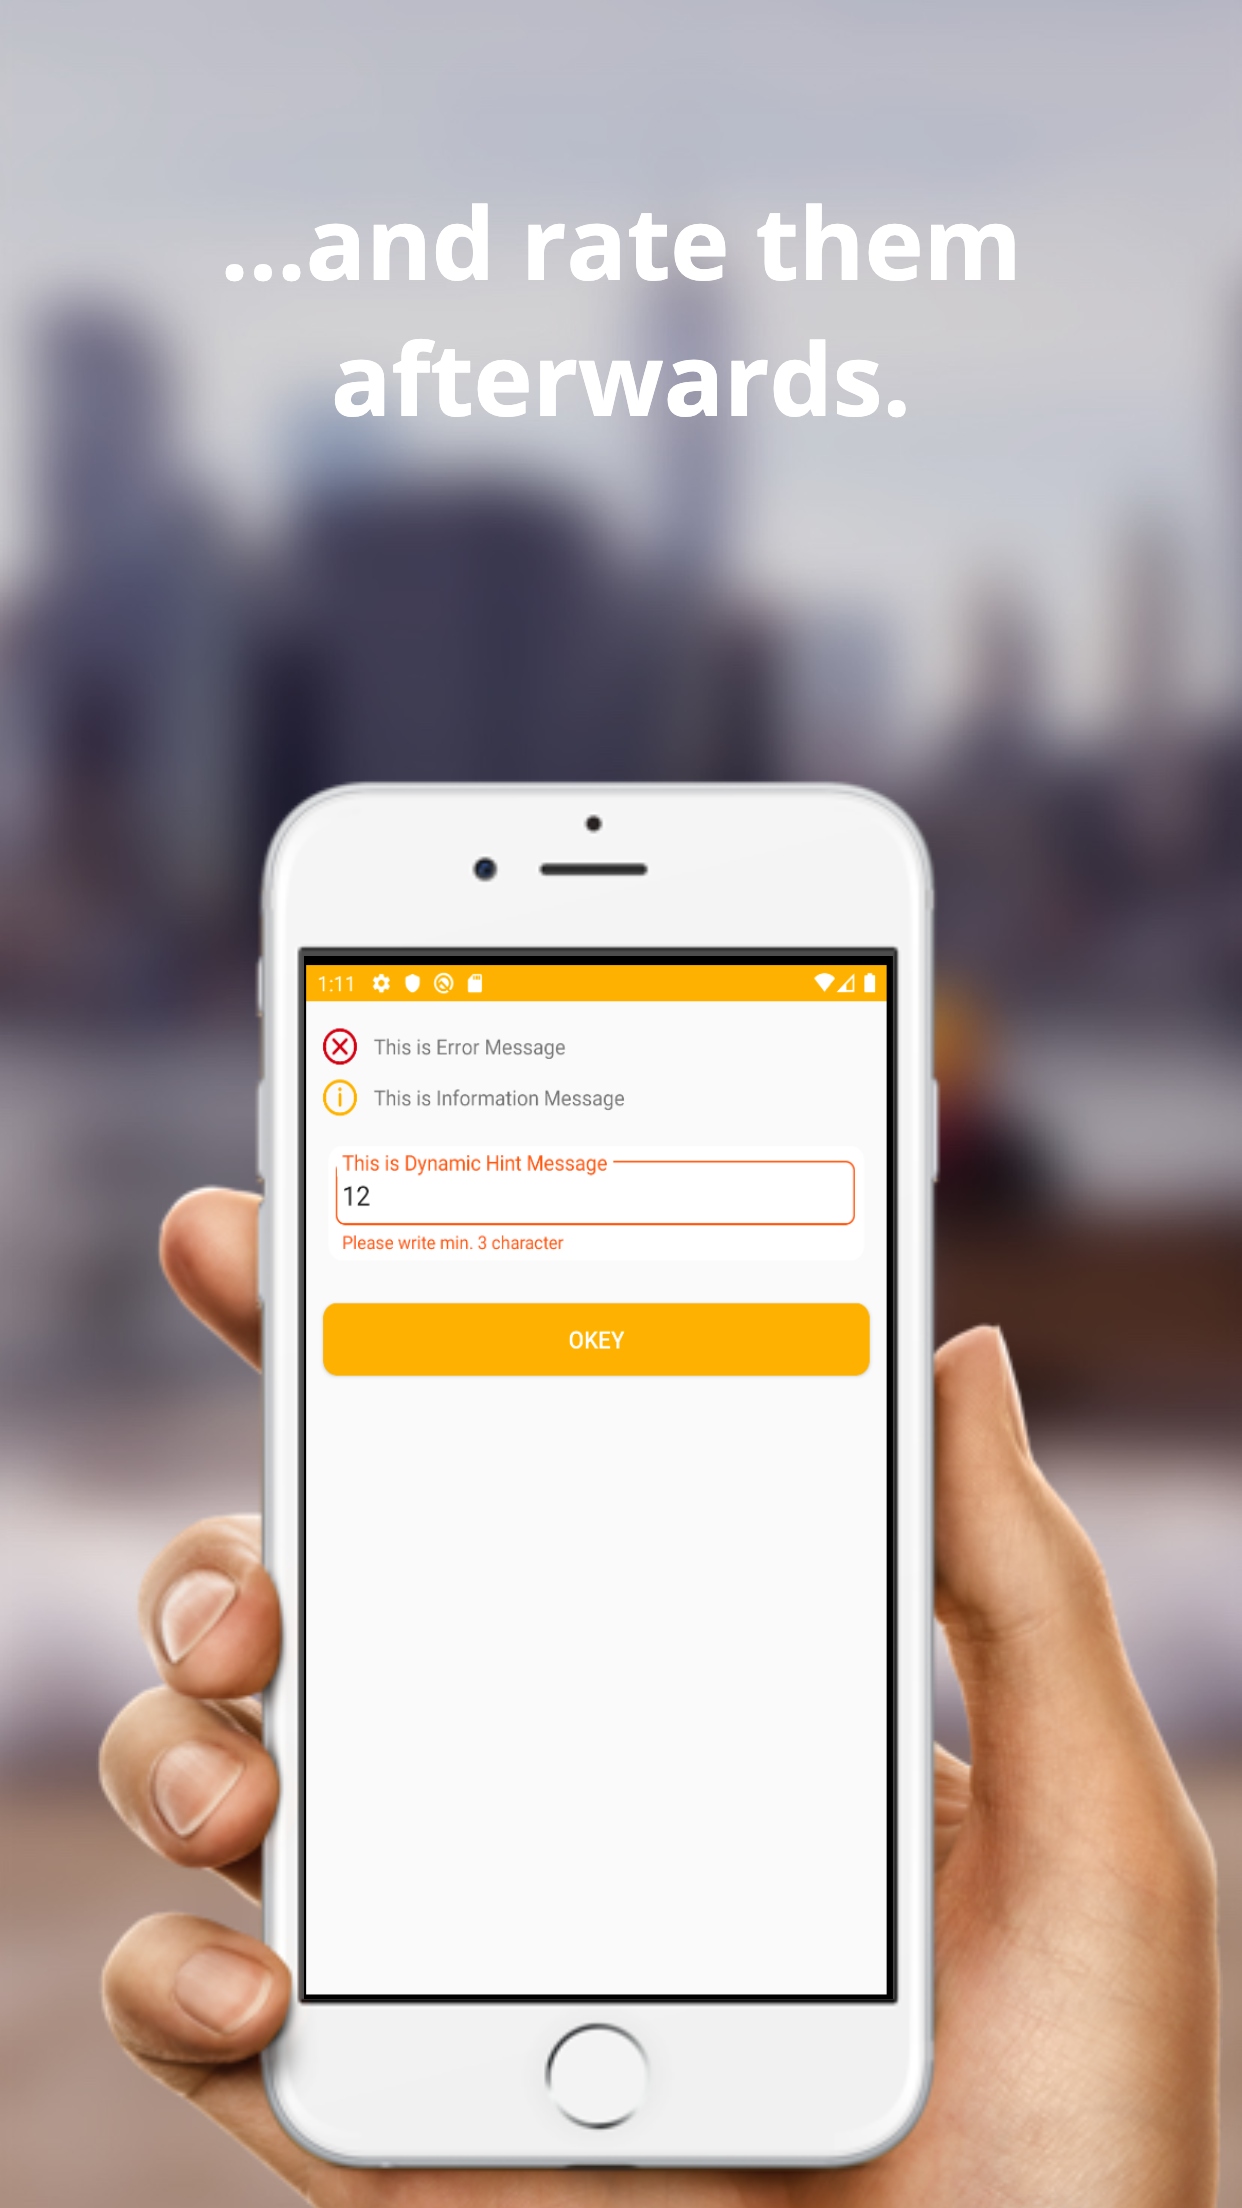 ...and rate them
afterwards.
1:11
This is Error Message
This is Information Message
This is Dynamic Hint Message
12
Please write min. 3 character
OKEY